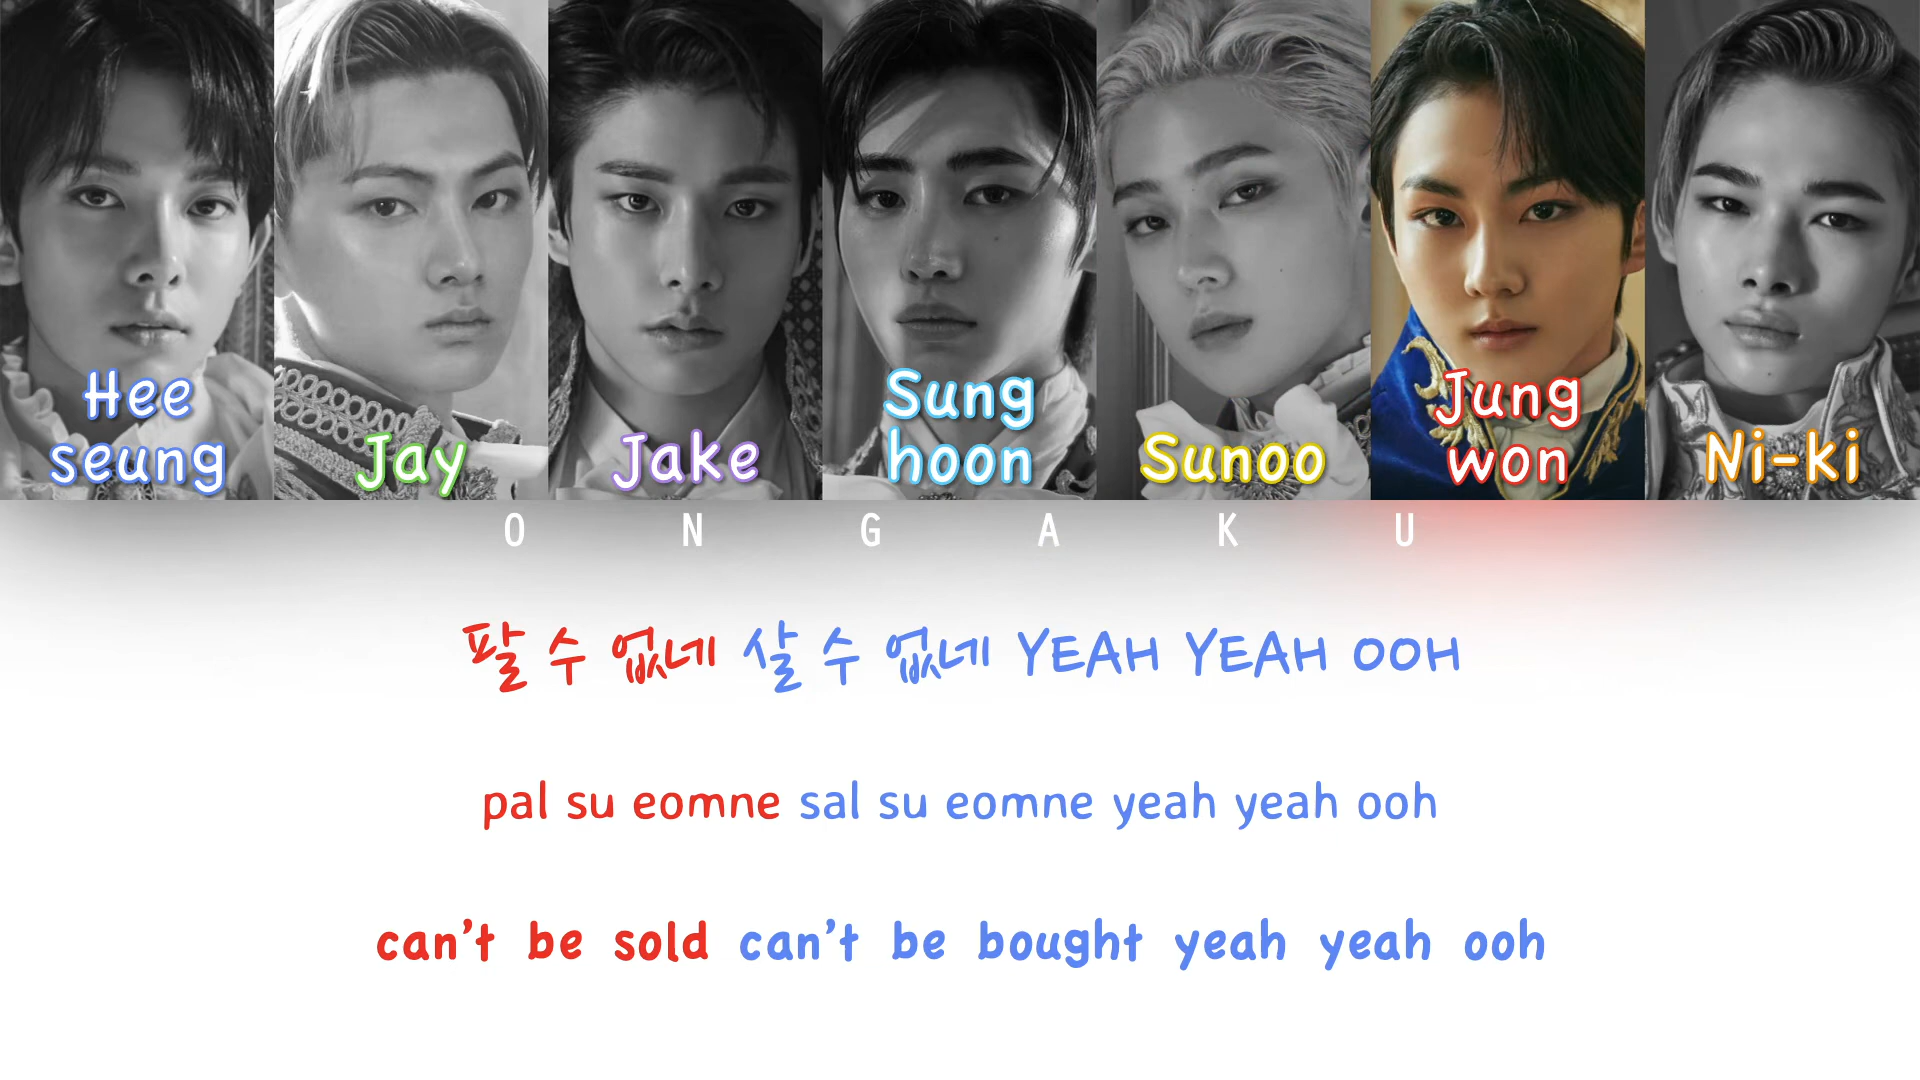 Hee
seung
Jay
Jake
Sung
hoon
Sunoo
Jung
won
Ni-ki
O N G A K U
팔 수 없네 살 수 없네 YEAH YEAH OOH
pal su eomne sal su eomne yeah yeah ooh
can't be sold can't be bought yeah yeah ooh